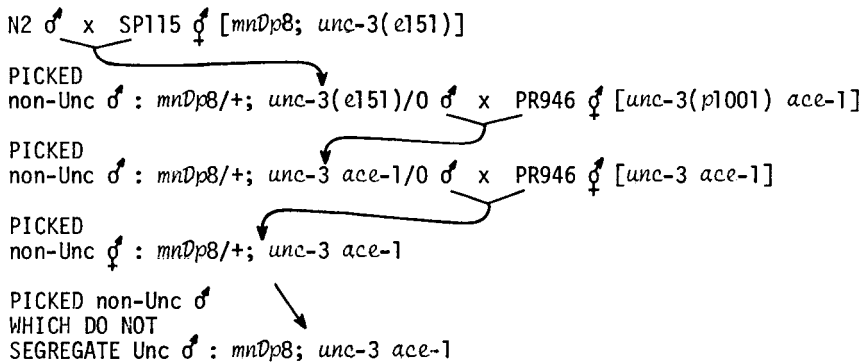 N2 ♂ x SP115 ⚥ [mnDp8; unc-3(e151)]
PICKED
non-Unc ♂ : mnDp8/+; unc-3(e151)/0 ♂ x PR946 ⚥ [unc-3(p1001) ace-1]
PICKED
non-Unc ♂ : mnDp8/+; unc-3 ace-1/0 ♂ x PR946 ⚥ [unc-3 ace-1]
PICKED
non-Unc ⚥ : mnDp8/+; unc-3 ace-1
PICKED non-Unc ♂
WHICH DO NOT
SEGREGATE Unc ♂ : mnDp8; unc-3 ace-1